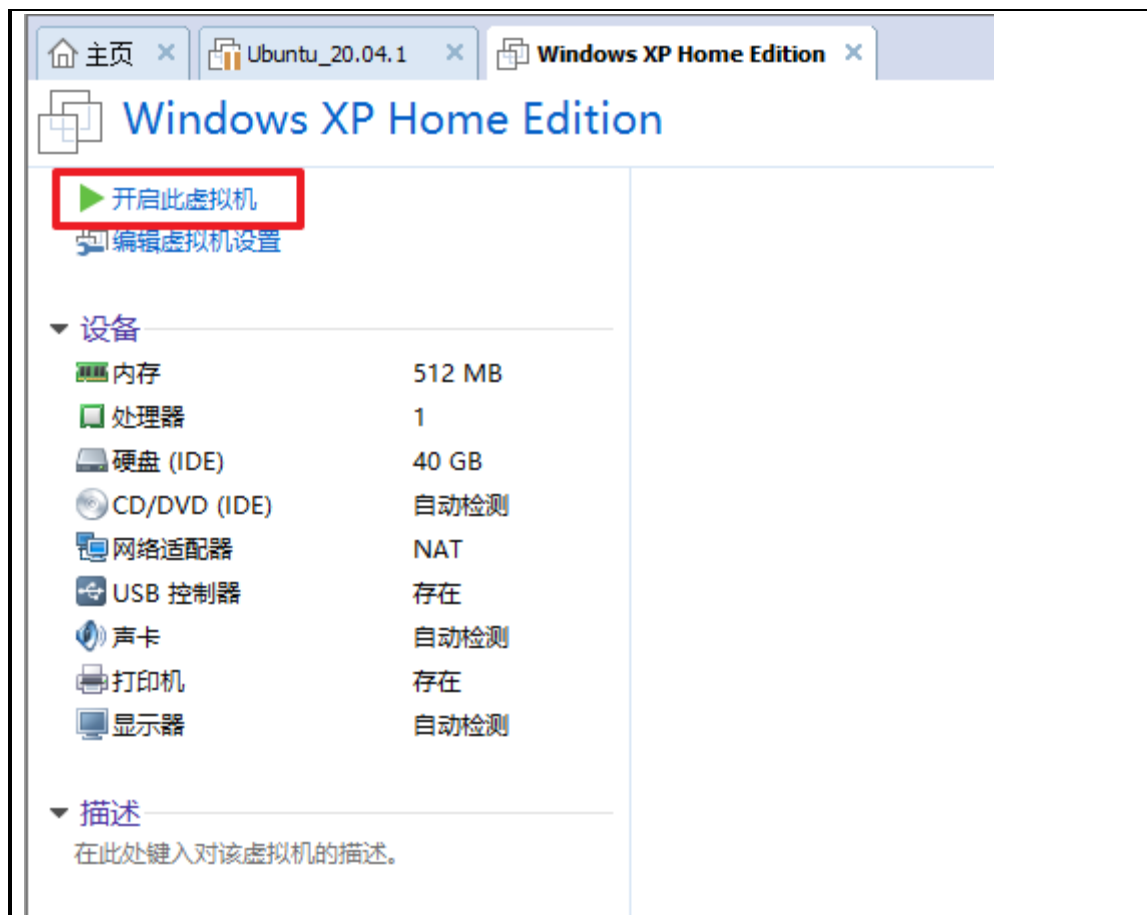 主页 Ubuntu_20.04.1 Windows XP Home Edition
Windows XP Home Edition
开启此虚拟机
编辑虚拟机设置
设备
内存 512 MB
处理器 1
硬盘 (IDE) 40 GB
CD/DVD (IDE) 自动检测
网络适配器 NAT
USB 控制器 存在
声卡 自动检测
打印机 存在
显示器 自动检测
描述
在此处键入对该虚拟机的描述。